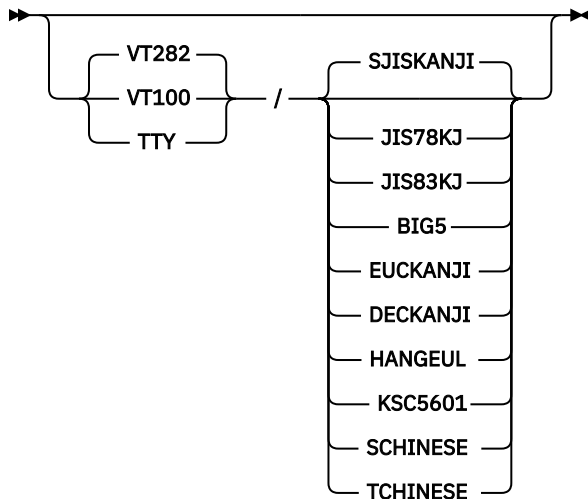 VT282
SJISKANJI
VT100
/
TTY
JIS78KJ
JIS83KJ
BIG5
EUCKANJI
DECKANJI
HANGEUL
KSC5601
SCHINESE
TCHINESE